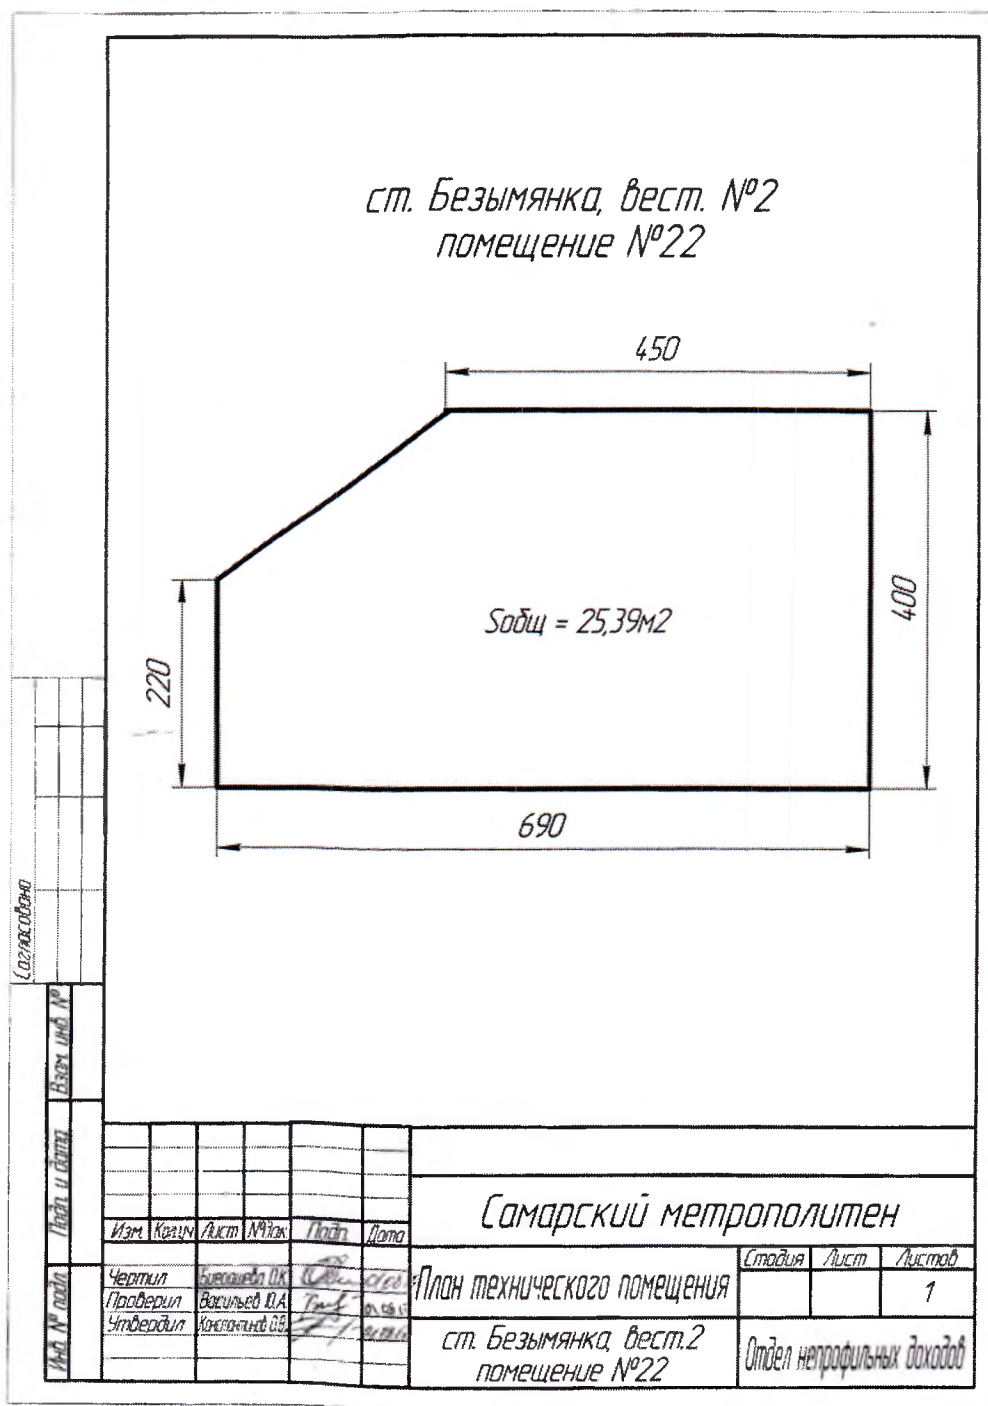 ст. Безымянка, вест. №2
помещение №22
450
400
Sобщ = 25,39м2
220
690
Согласовано
Взам. инв. №
Подп. и дата
Инв. № подл.
Изм. Кол.уч Лист №док Подп. Дата
Чертил
Проверил Васильев Ю.А.
Утвердил Константинов О.В.
Самарский метрополитен
План технического помещения
Стадия Лист Листов
1
ст. Безымянка, вест.2
помещение №22
Отдел непрофильных доходов